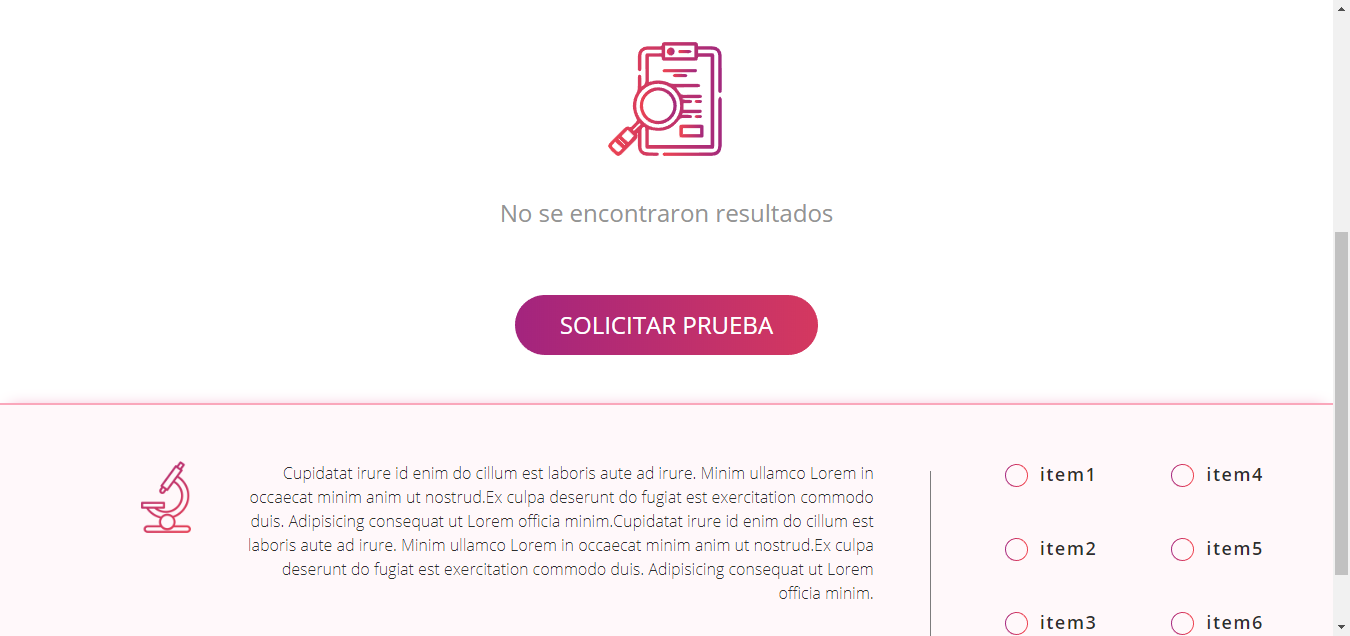 No se encontraron resultados
SOLICITAR PRUEBA
Cupidatat irure id enim do cillum est laboris aute ad irure. Minim ullamco Lorem in
occaecat minim anim ut nostrud.Ex culpa deserunt do fugiat est exercitation commodo
duis. Adipisicing consequat ut Lorem officia minim.Cupidatat irure id enim do cillum est
laboris aute ad irure. Minim ullamco Lorem in occaecat minim anim ut nostrud.Ex culpa
deserunt do fugiat est exercitation commodo duis. Adipisicing consequat ut Lorem
officia minim.
item1
item4
item2
item5
item3
item6